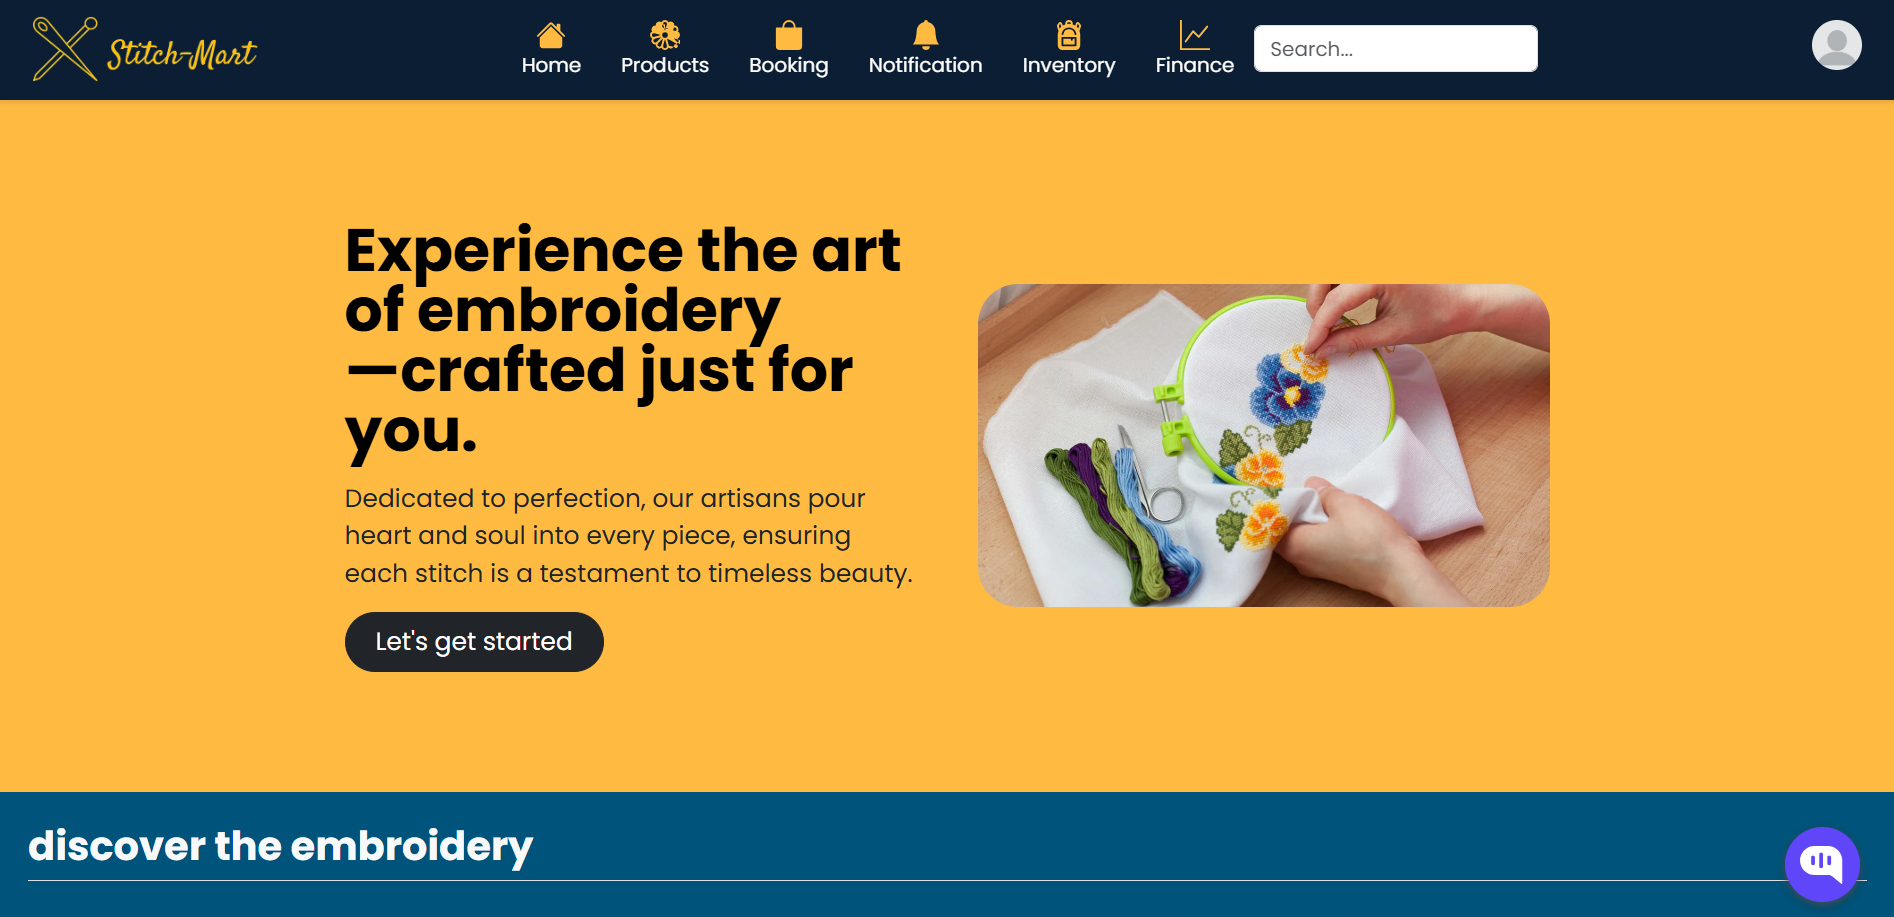 Stitch-Mart
Home
Products
Booking
Notification
Inventory
Finance
Search...
Experience the art
of embroidery
—crafted just for
you.
Dedicated to perfection, our artisans pour
heart and soul into every piece, ensuring
each stitch is a testament to timeless beauty.
Let's get started
discover the embroidery